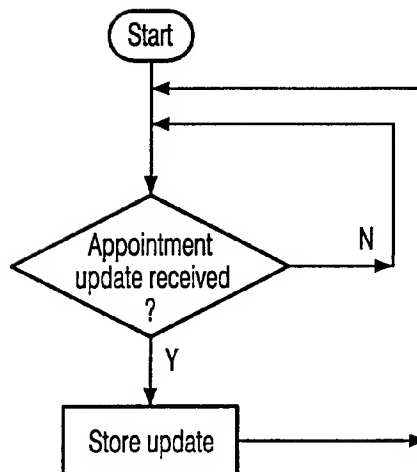 Start
Appointment
update received
?
N
Y
Store update